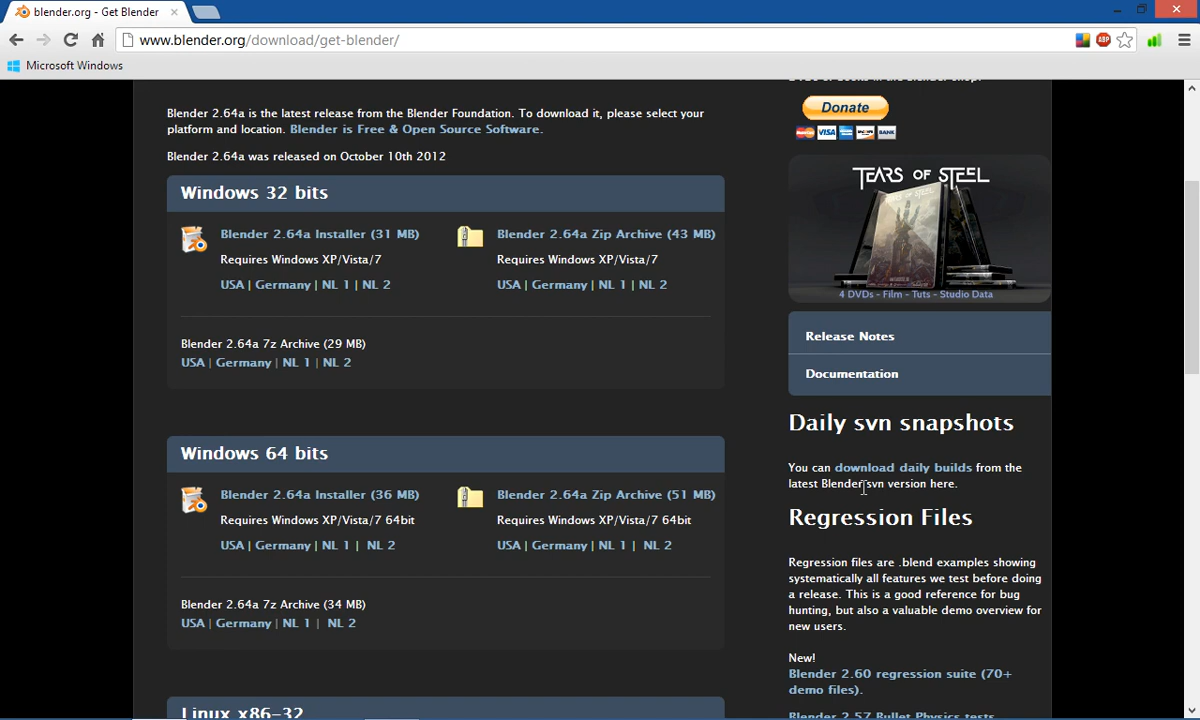 blender.org - Get Blender
www.blender.org/download/get-blender/
ABP
Microsoft Windows
Blender 2.64a is the latest release from the Blender Foundation. To download it, please select your
platform and location. Blender is Free & Open Source Software.
Blender 2.64a was released on October 10th 2012
Windows 32 bits
Blender 2.64a Installer (31 MB)
Requires Windows XP/Vista/7
USA | Germany | NL 1 | NL 2
Blender 2.64a Zip Archive (43 MB)
Requires Windows XP/Vista/7
USA | Germany | NL 1 | NL 2
Blender 2.64a 7z Archive (29 MB)
USA | Germany | NL 1 | NL 2
Windows 64 bits
Blender 2.64a Installer (36 MB)
Requires Windows XP/Vista/7 64bit
USA | Germany | NL 1 | NL 2
Blender 2.64a Zip Archive (51 MB)
Requires Windows XP/Vista/7 64bit
USA | Germany | NL 1 | NL 2
Blender 2.64a 7z Archive (34 MB)
USA | Germany | NL 1 | NL 2
Linux x86-32
Donate
VISA
BANK
TEARS OF STEEL
4 DVDs - Film - Tuts - Studio Data
Release Notes
Documentation
Daily svn snapshots
You can download daily builds from the
latest Blender svn version here.
Regression Files
Regression files are .blend examples showing
systematically all features we test before doing
a release. This is a good reference for bug
hunting, but also a valuable demo overview for
new users.
New!
Blender 2.60 regression suite (70+
demo files).
Blender 2.57 Bullet Physics tests